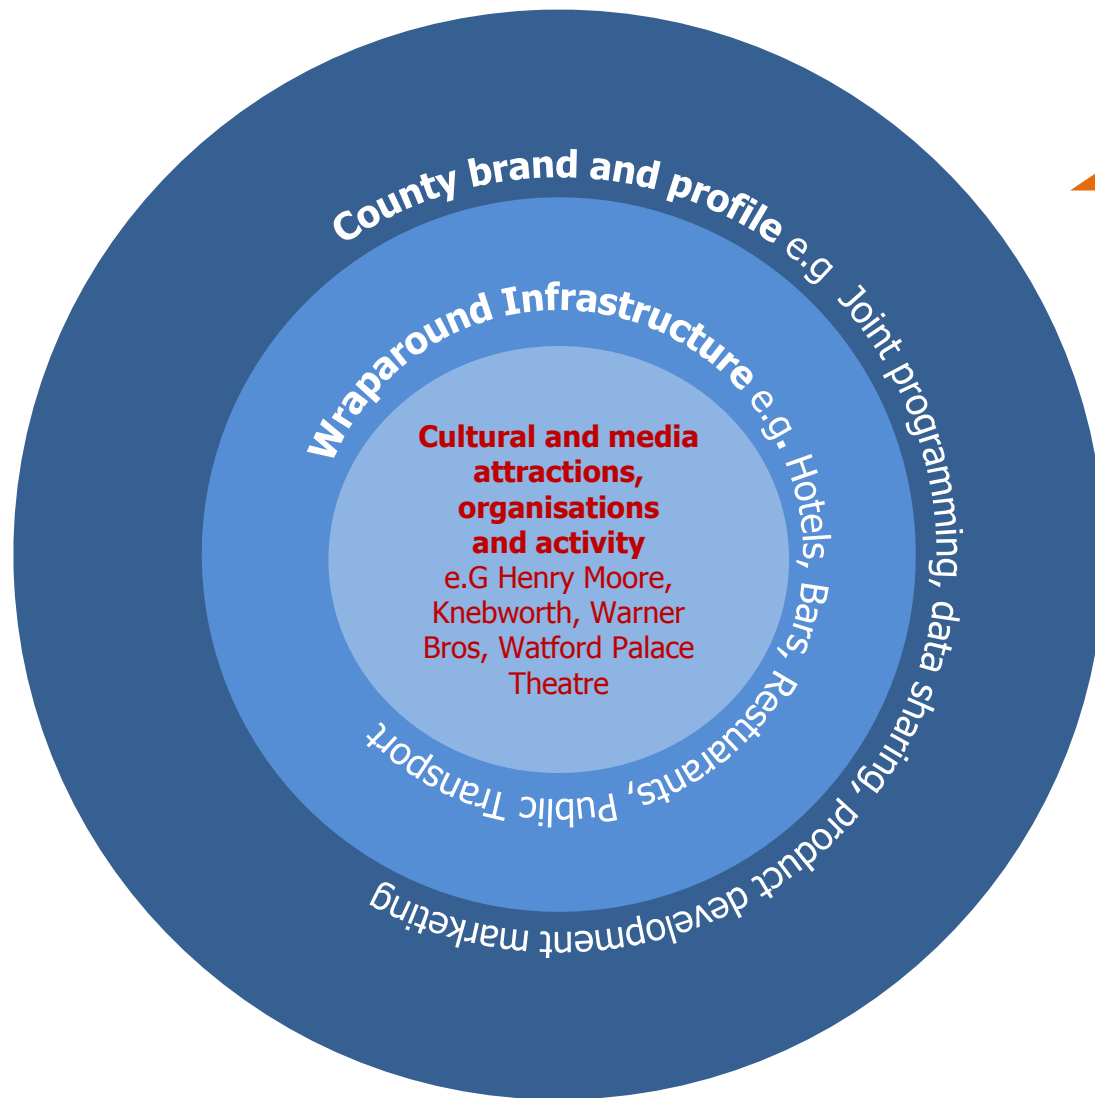 County brand and profile e.g Joint programming, data sharing, product development marketing
Wraparound Infrastructure e.g. Hotels, Bars, Restuarants, Public Transport
Cultural and media
attractions,
organisations
and activity
e.G Henry Moore,
Knebworth, Warner
Bros, Watford Palace
Theatre